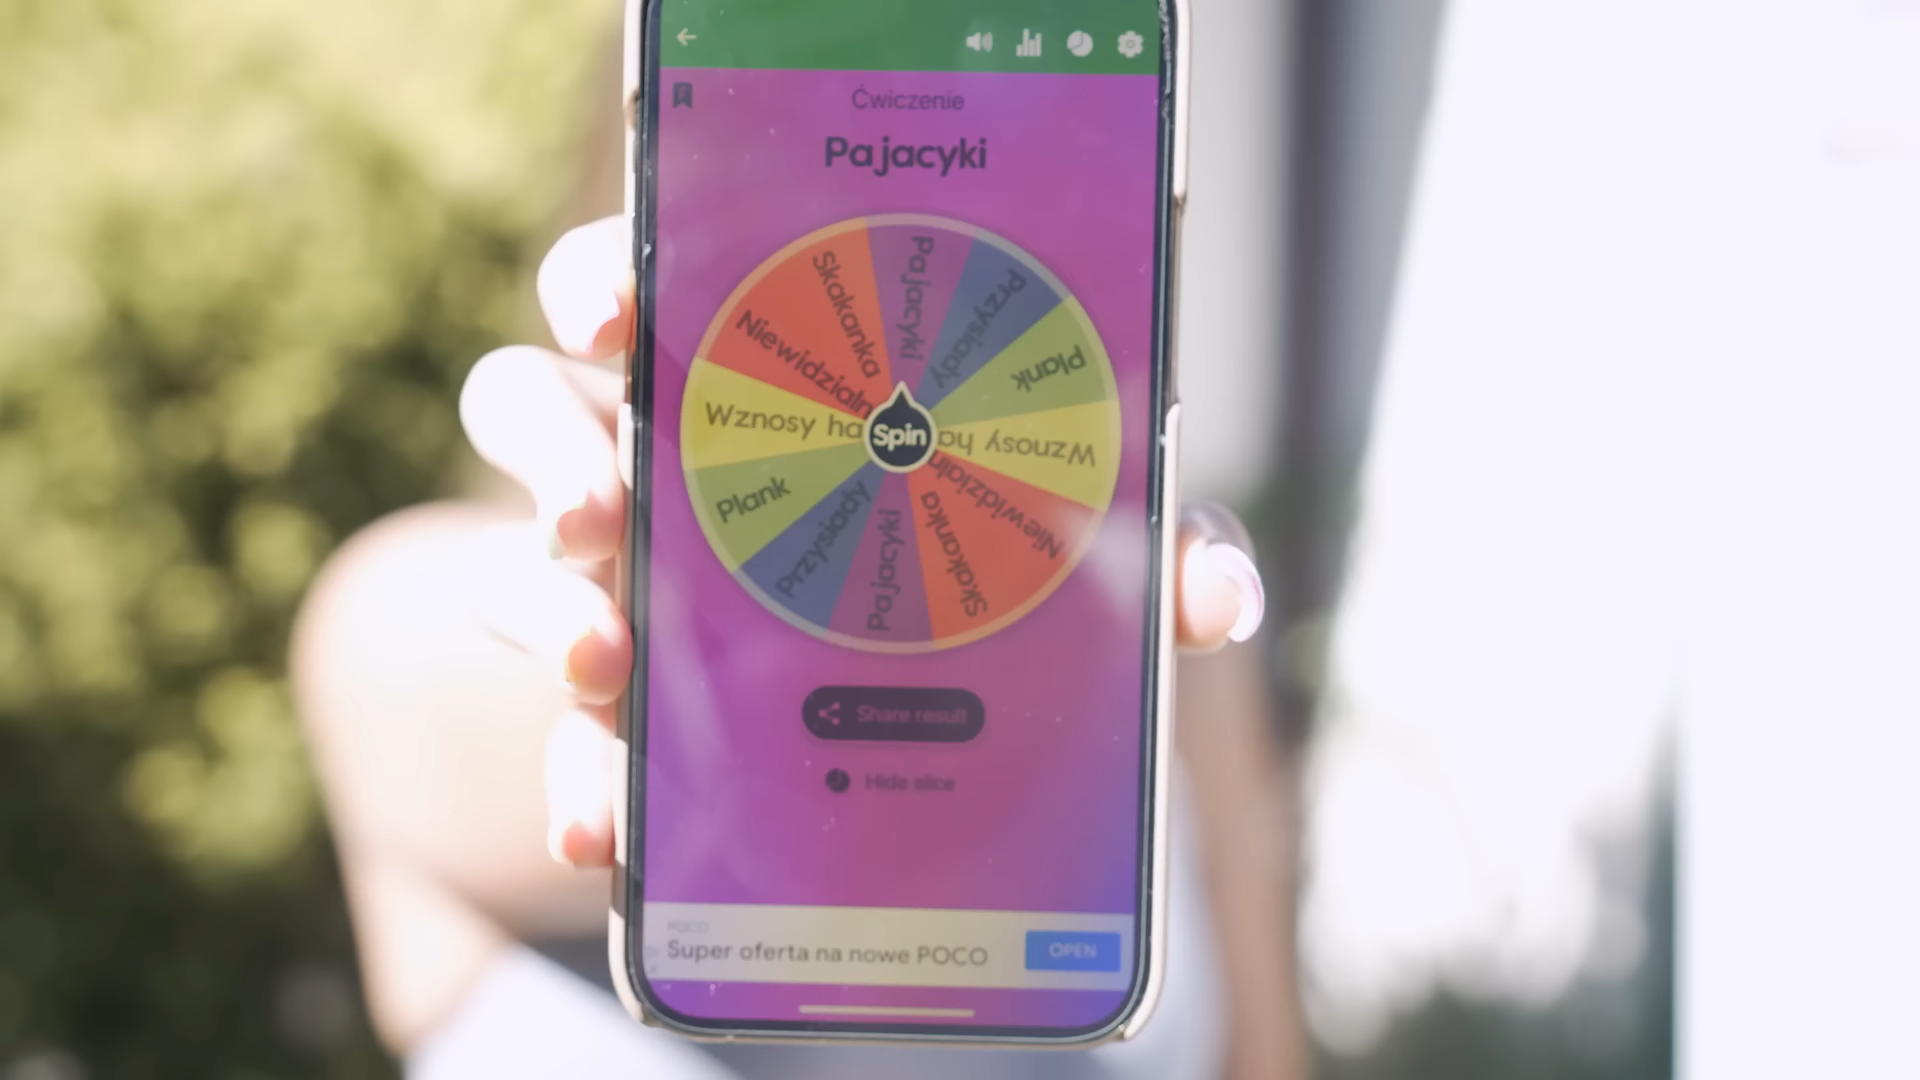 Ćwiczenie
Pajacyki
Pajacyki
Przysiady
Plank
Wznosy ha
Niewidzialn
Skakanka
Pajacyki
Przysiady
Plank
Wznosy ha
Niewidzialn
Skakanka
Spin
Share result
Hide slice
POCO
Super oferta na nowe POCO
OPEN